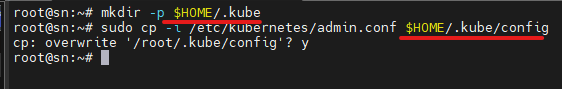 root@sn:~# mkdir -p $HOME/.kube
root@sn:~# sudo cp -i /etc/kubernetes/admin.conf $HOME/.kube/config
cp: overwrite '/root/.kube/config'? y
root@sn:~#